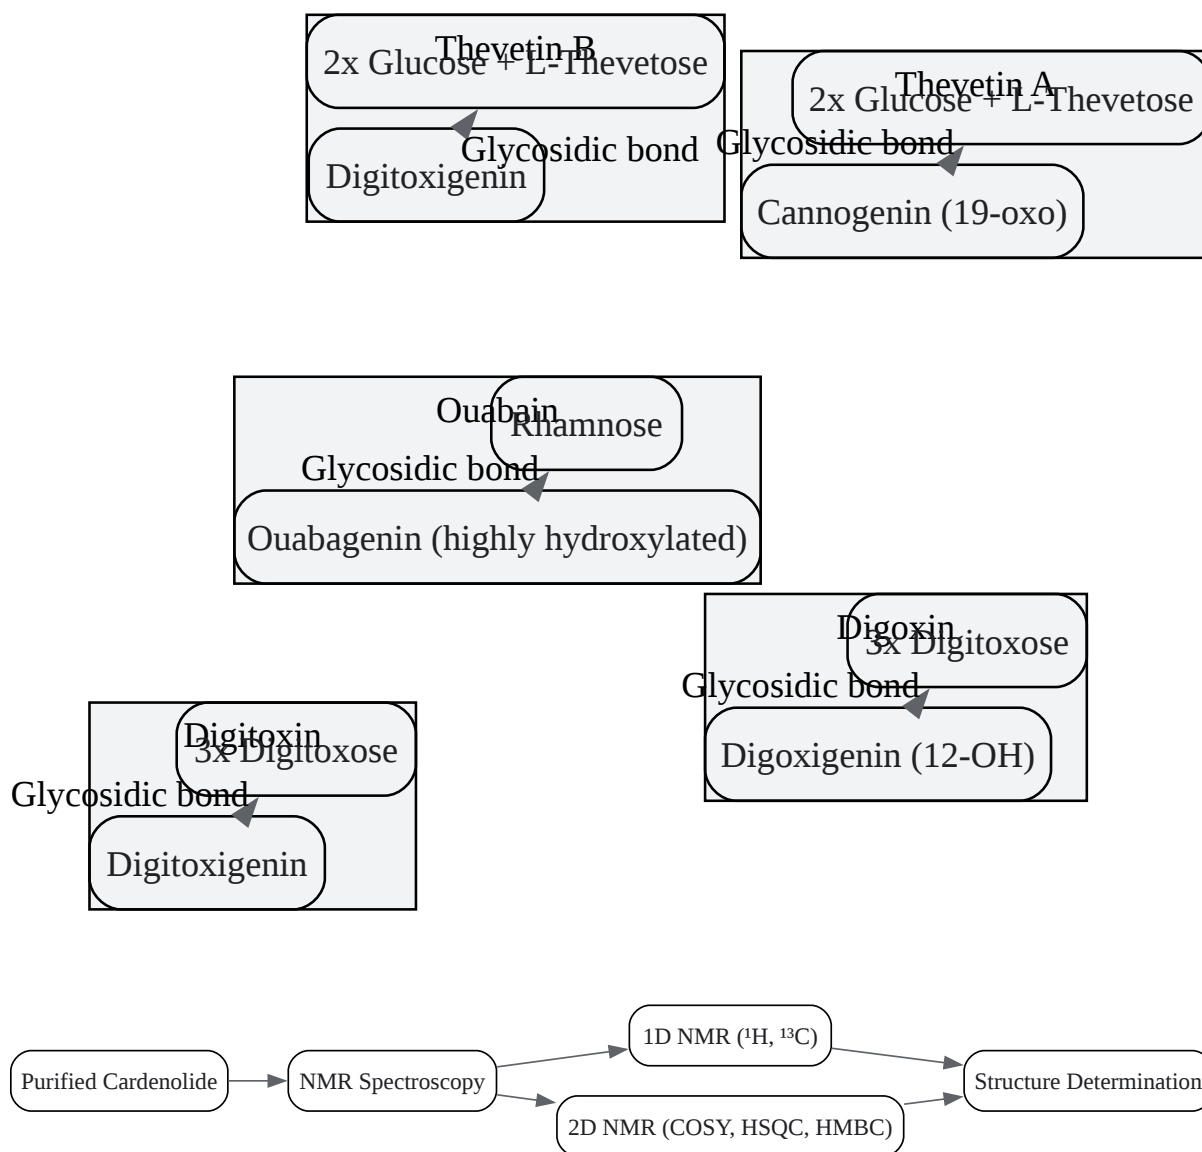 Thevetin B
2x Glucose + L-Thevetose
Glycosidic bond
Digitoxigenin
Thevetin A
2x Glucose + L-Thevetose
Glycosidic bond
Cannogenin (19-oxo)
Ouabain
Rhamnose
Glycosidic bond
Ouabagenin (highly hydroxylated)
Digoxin
3x Digitoxose
Glycosidic bond
Digoxigenin (12-OH)
Digitoxin
3x Digitoxose
Glycosidic bond
Digitoxigenin
Purified Cardenolide
NMR Spectroscopy
1D NMR (¹H, ¹³C)
2D NMR (COSY, HSQC, HMBC)
Structure Determination